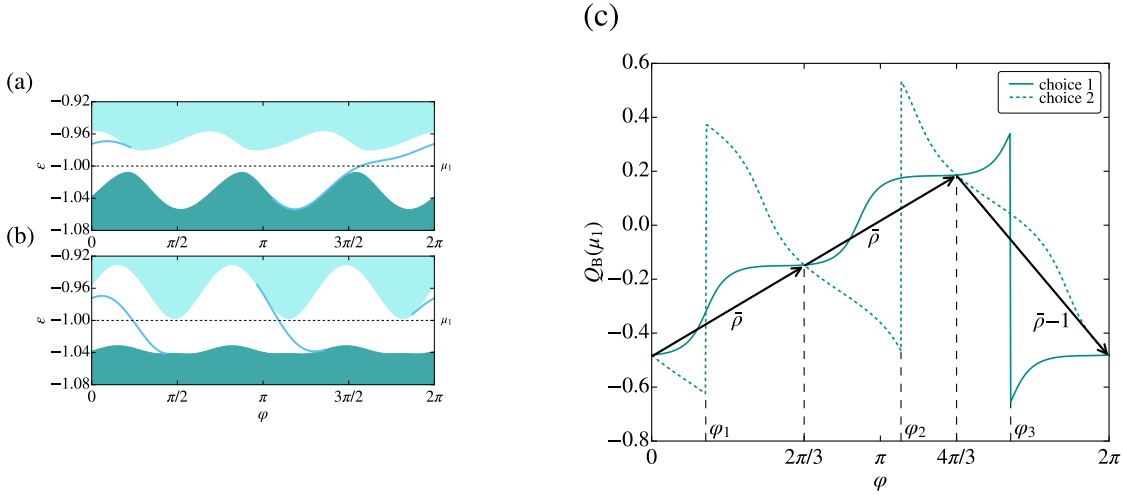 (a)
−0.92
−0.96
−1.00
−1.04
−1.08
ε
μ₁
0
π/2
π
3π/2
2π
(b)
−0.92
−0.96
−1.00
−1.04
−1.08
ε
μ₁
0
π/2
π
3π/2
2π
φ
(c)
0.6
0.4
0.2
0.0
−0.2
−0.4
−0.6
−0.8
Q_B(μ₁)
choice 1
choice 2
ρ̄
ρ̄
ρ̄−1
φ₁
φ₂
φ₃
0
2π/3
π
4π/3
2π
φ